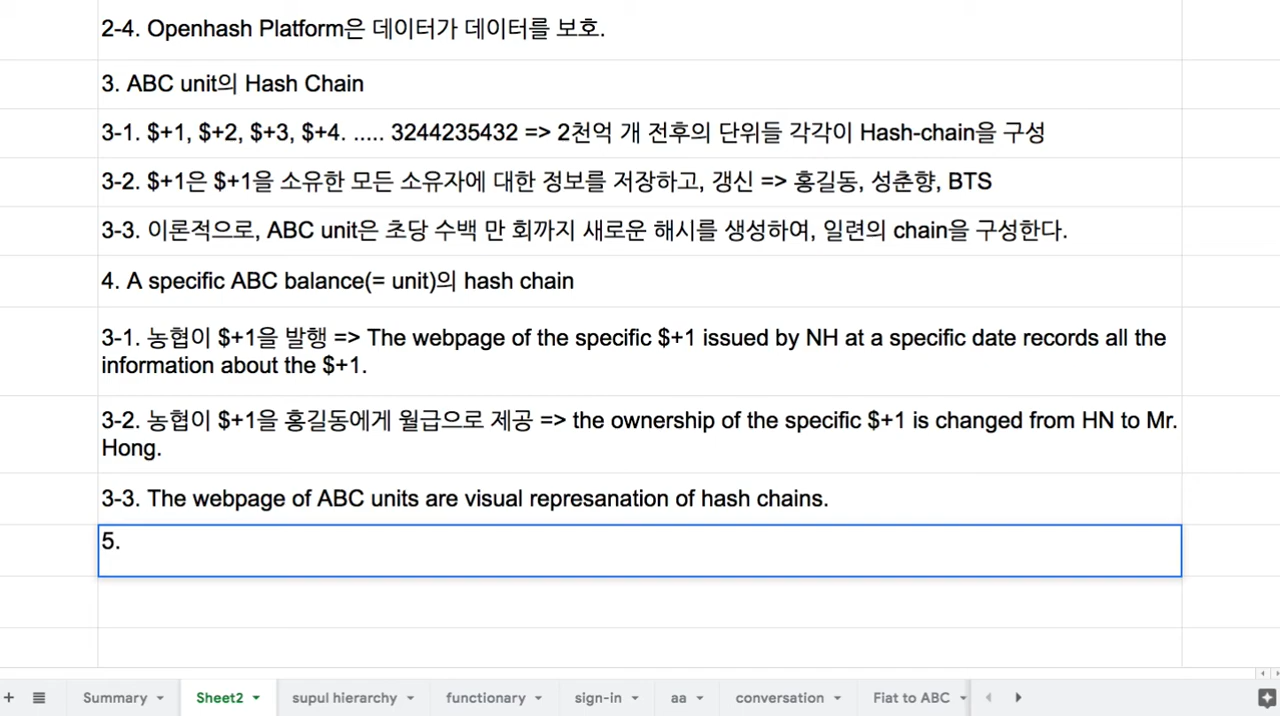 2-4. Openhash Platform은 데이터가 데이터를 보호.
3. ABC unit의 Hash Chain
3-1. $+1, $+2, $+3, $+4. ..... 3244235432 => 2천억 개 전후의 단위들 각각이 Hash-chain을 구성
3-2. $+1은 $+1을 소유한 모든 소유자에 대한 정보를 저장하고, 갱신 => 홍길동, 성춘향, BTS
3-3. 이론적으로, ABC unit은 초당 수백 만 회까지 새로운 해시를 생성하여, 일련의 chain을 구성한다.
4. A specific ABC balance(= unit)의 hash chain
3-1. 농협이 $+1을 발행 => The webpage of the specific $+1 issued by NH at a specific date records all the
information about the $+1.
3-2. 농협이 $+1을 홍길동에게 월급으로 제공 => the ownership of the specific $+1 is changed from HN to Mr.
Hong.
3-3. The webpage of ABC units are visual represanation of hash chains.
5.
+ Summary Sheet2 supul hierarchy functionary sign-in aa conversation Fiat to ABC